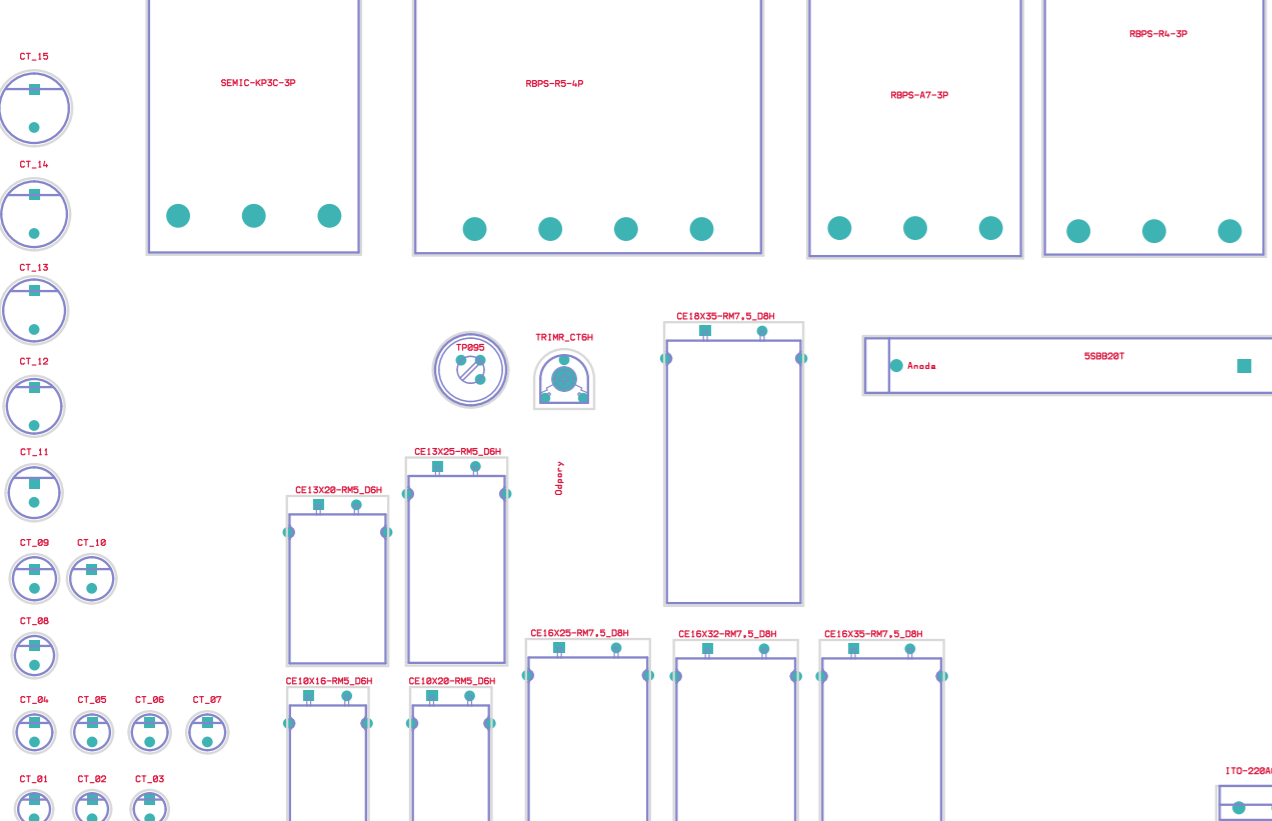 RBPS-R4-3P
CT_15
SEMIC-KP3C-3P
RBPS-R5-4P
RBPS-A7-3P
CT_14
CT_13
CE18X35-RM7.5_D8H
TRIMR_CT6H
TP095
5SBB20T
CT_12
Anoda
CT_11
CE13X25-RM5_D6H
Odpory
CE13X20-RM5_D6H
CT_09
CT_10
CT_08
CE16X25-RM7.5_D8H
CE16X32-RM7.5_D8H
CE16X35-RM7.5_D8H
CE10X16-RM5_D6H
CE10X20-RM5_D6H
CT_04
CT_05
CT_06
CT_07
CT_01
CT_02
CT_03